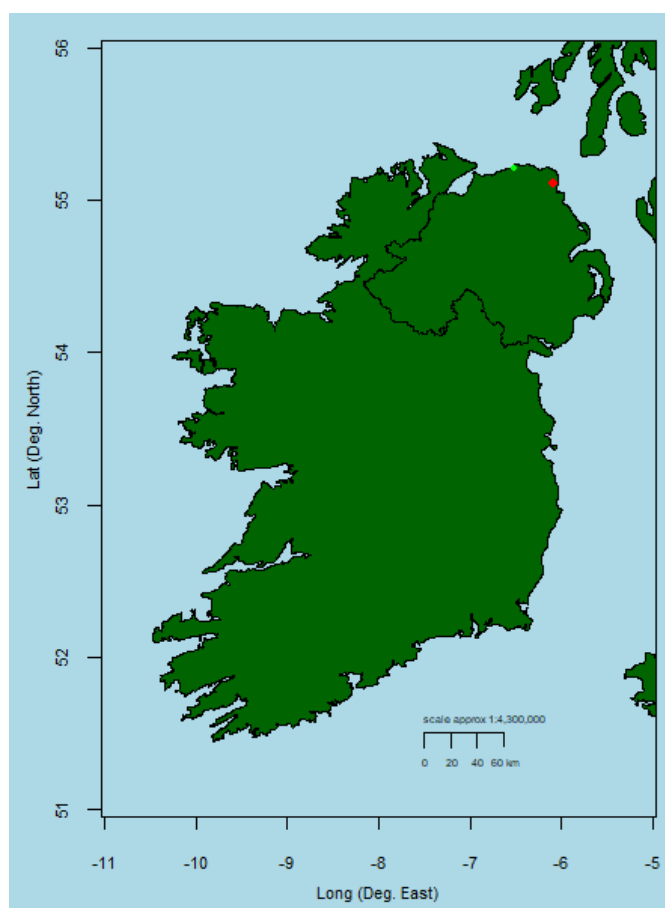 56
55
54
53
52
51
Lat (Deg. North)
scale approx 1:4,300,000
0 20 40 60 km
-11 -10 -9 -8 -7 -6 -5
Long (Deg. East)